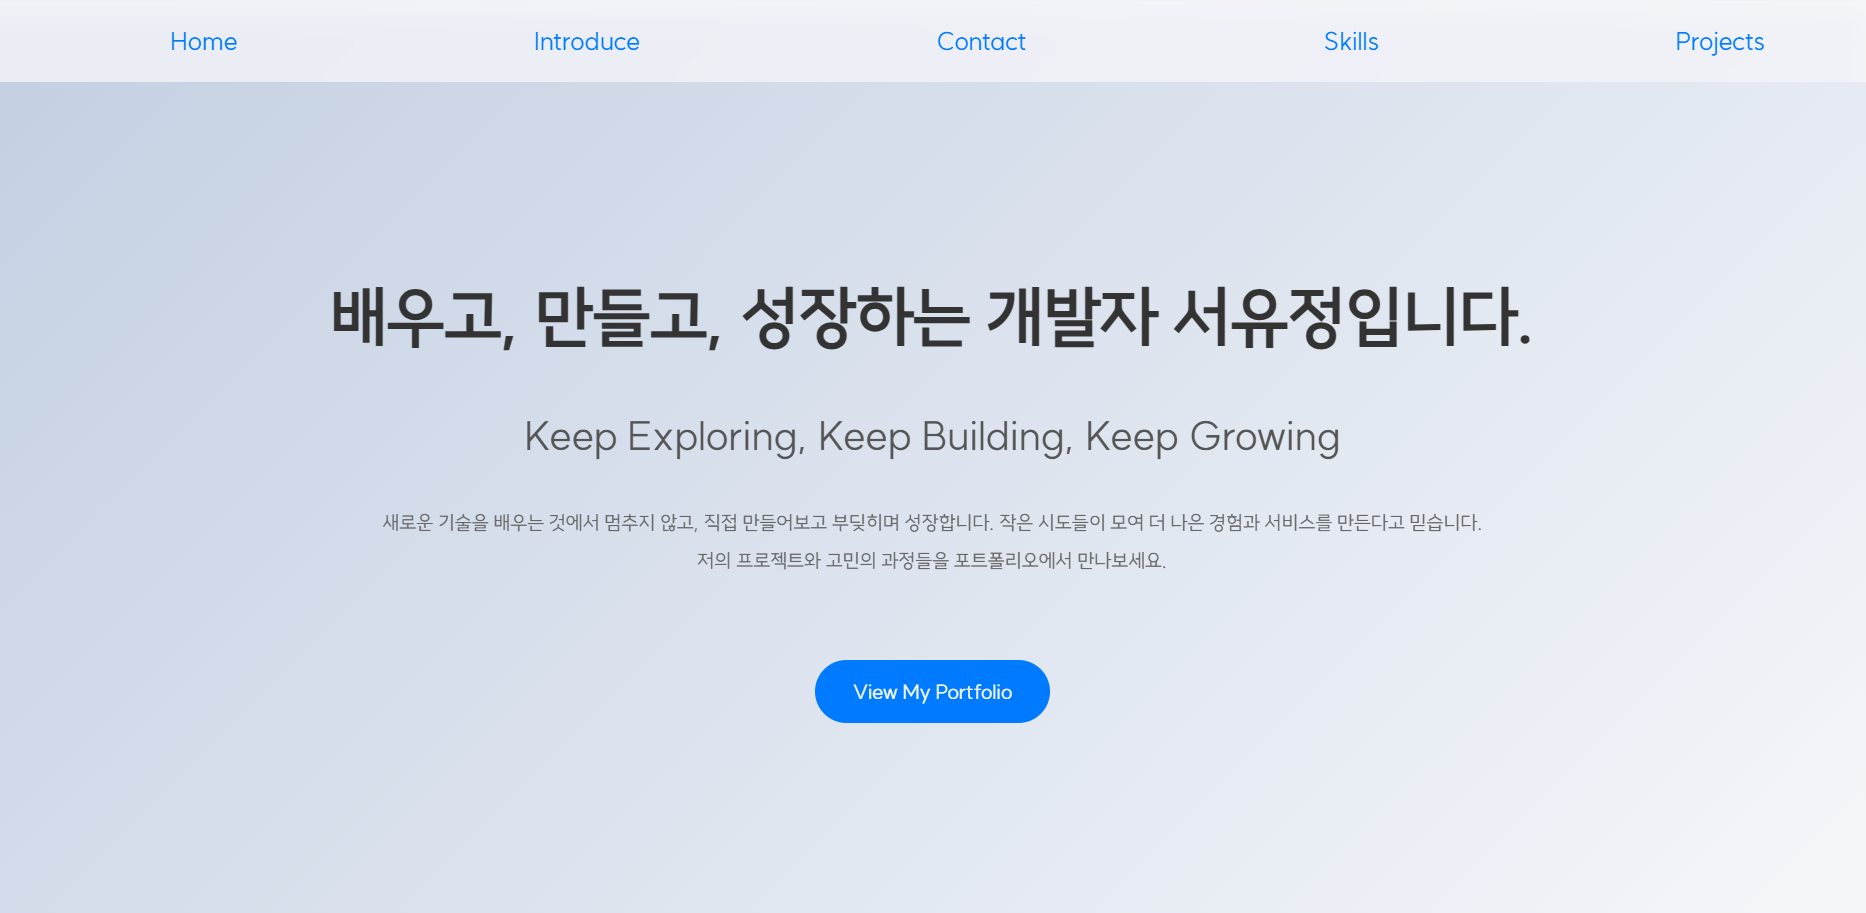 Home Introduce Contact Skills Projects
배우고, 만들고, 성장하는 개발자 서유정입니다.
Keep Exploring, Keep Building, Keep Growing
새로운 기술을 배우는 것에서 멈추지 않고, 직접 만들어보고 부딪히며 성장합니다. 작은 시도들이 모여 더 나은 경험과 서비스를 만든다고 믿습니다.
저의 프로젝트와 고민의 과정들을 포트폴리오에서 만나보세요.
View My Portfolio